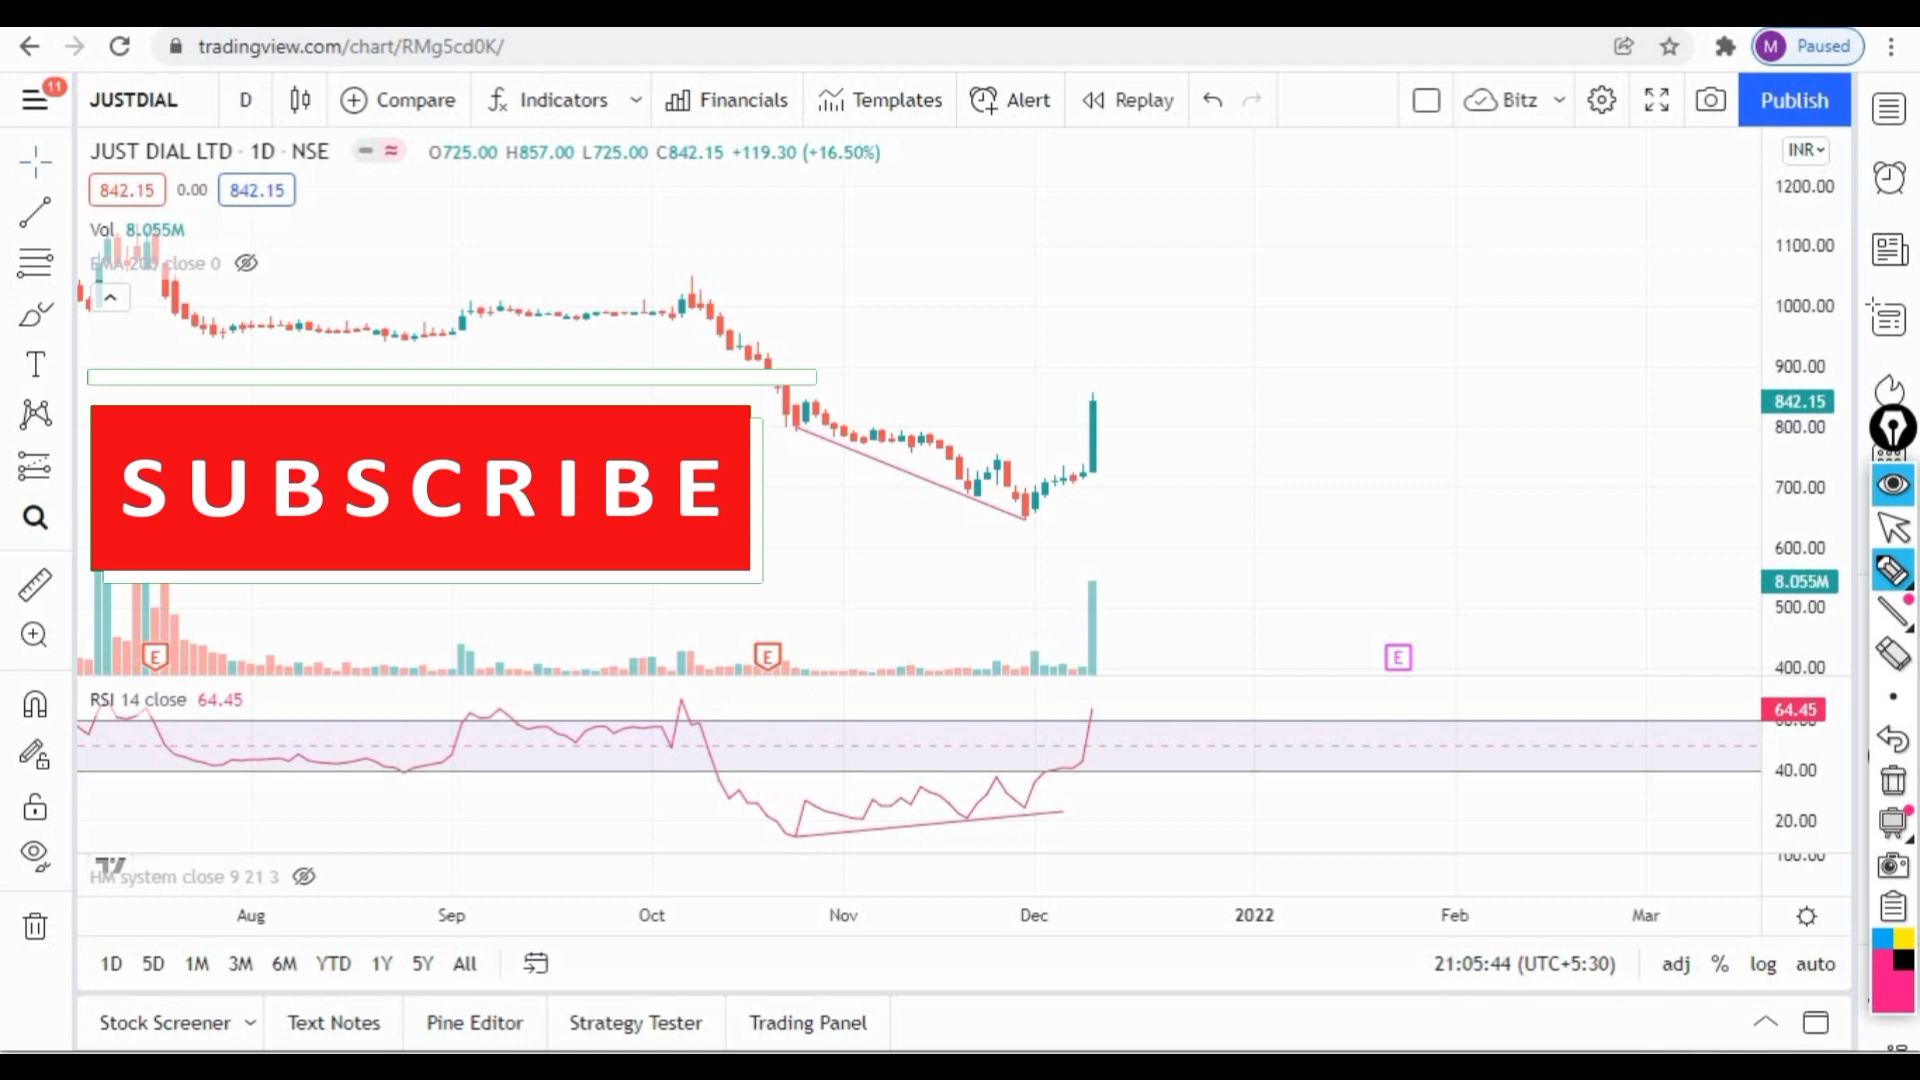 tradingview.com/chart/RMg5cd0K/
M Paused
11
JUSTDIAL D Compare Indicators Financials Templates Alert Replay Bitz Publish
JUST DIAL LTD · 1D · NSE O725.00 H857.00 L725.00 C842.15 +119.30 (+16.50%)
INR
842.15 0.00 842.15
Vol 8.055M
EMA 200 close 0
1200.00
1100.00
1000.00
900.00
842.15
800.00
700.00
600.00
8.055M
500.00
400.00
SUBSCRIBE
E E E
RSI 14 close 64.45
64.45
40.00
20.00
HM system close 9 21 3
Aug Sep Oct Nov Dec 2022 Feb Mar
1D 5D 1M 3M 6M YTD 1Y 5Y All
21:05:44 (UTC+5:30) adj % log auto
Stock Screener Text Notes Pine Editor Strategy Tester Trading Panel